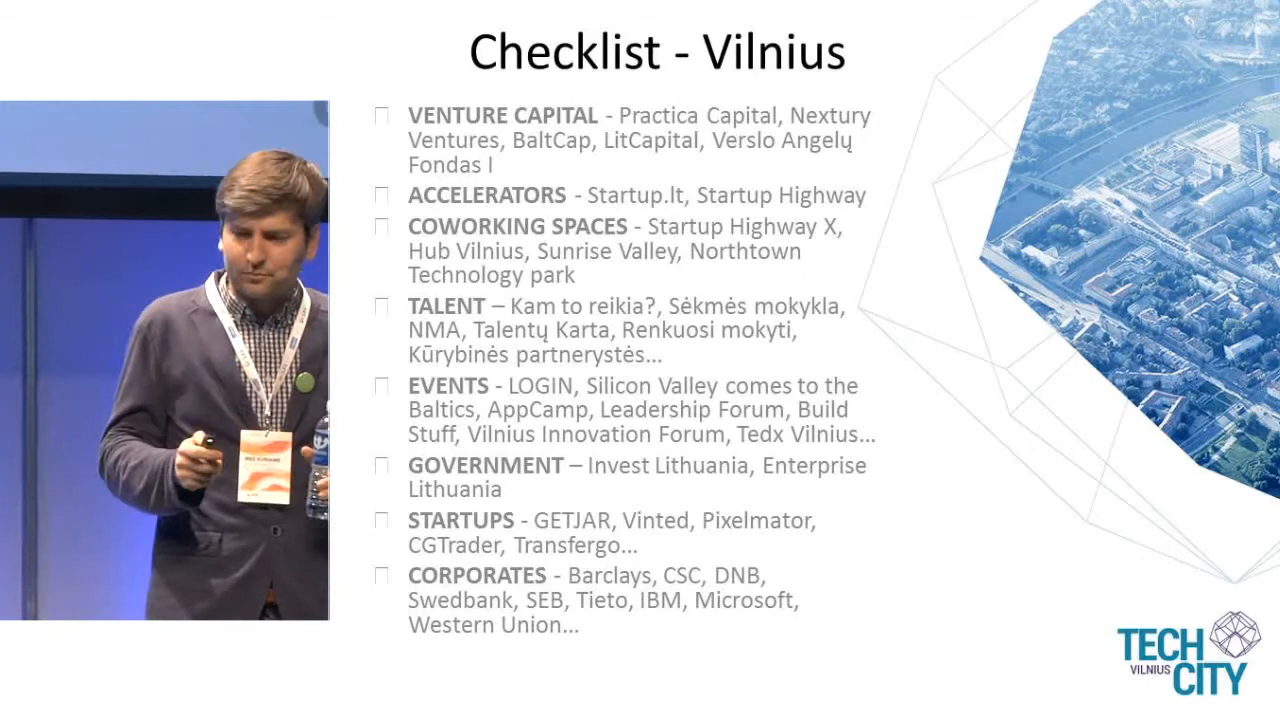 Checklist - Vilnius
VENTURE CAPITAL - Practica Capital, Nextury
Ventures, BaltCap, LitCapital, Verslo Angelų
Fondas I
ACCELERATORS - Startup.lt, Startup Highway
COWORKING SPACES - Startup Highway X,
Hub Vilnius, Sunrise Valley, Northtown
Technology park
TALENT – Kam to reikia?, Sėkmės mokykla,
NMA, Talentų Karta, Renkuosi mokyti,
Kūrybinės partnerystės...
EVENTS - LOGIN, Silicon Valley comes to the
Baltics, AppCamp, Leadership Forum, Build
Stuff, Vilnius Innovation Forum, Tedx Vilnius...
GOVERNMENT – Invest Lithuania, Enterprise
Lithuania
STARTUPS - GETJAR, Vinted, Pixelmator,
CGTrader, Transfergo...
CORPORATES - Barclays, CSC, DNB,
Swedbank, SEB, Tieto, IBM, Microsoft,
Western Union...
TECH
VILNIUS CITY